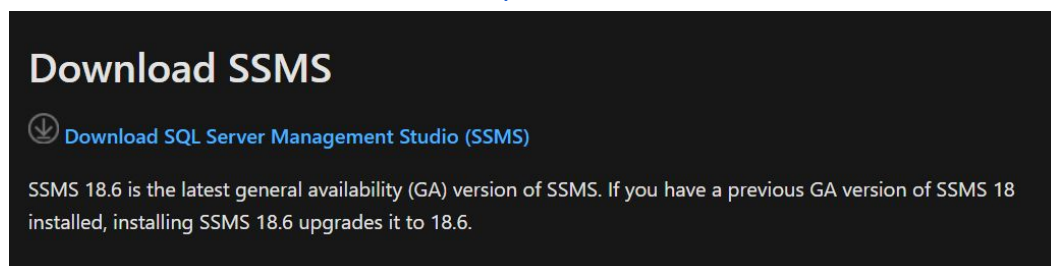 Download SSMS
Download SQL Server Management Studio (SSMS)
SSMS 18.6 is the latest general availability (GA) version of SSMS. If you have a previous GA version of SSMS 18
installed, installing SSMS 18.6 upgrades it to 18.6.